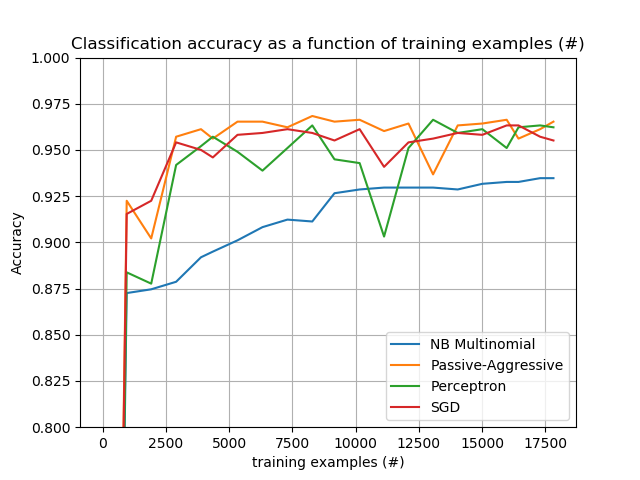 Classification accuracy as a function of training examples (#)
1.000
0.975
0.950
0.925
0.900
0.875
0.850
0.825
0.800
Accuracy
NB Multinomial
Passive-Aggressive
Perceptron
SGD
0 2500 5000 7500 10000 12500 15000 17500
training examples (#)